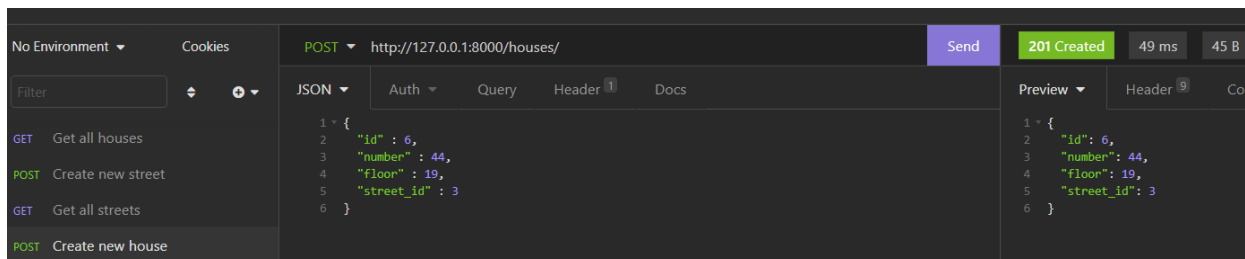 No Environment Cookies
Filter
GET Get all houses
POST Create new street
GET Get all streets
POST Create new house
POST http://127.0.0.1:8000/houses/ Send
JSON Auth Query Header 1 Docs
1 {
2 "id" : 6,
3 "number" : 44,
4 "floor" : 19,
5 "street_id" : 3
6 }
201 Created 49 ms 45 B
Preview Header 9 Co
1 {
2 "id": 6,
3 "number": 44,
4 "floor": 19,
5 "street_id": 3
6 }